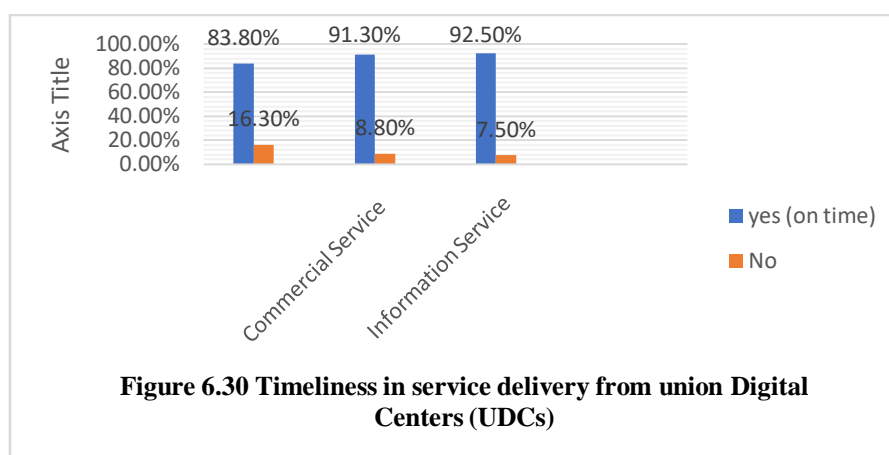 83.80% 91.30% 92.50%
100.00%
80.00%
60.00%
40.00%
20.00%
0.00%
Axis Title
16.30% 8.80% 7.50%
Commercial Service
Information Service
yes (on time)
No
Figure 6.30 Timeliness in service delivery from union Digital
Centers (UDCs)